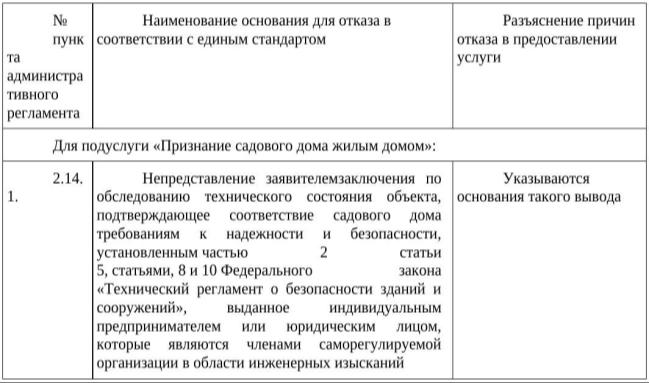 №
пунк
та
администра
тивного
регламента
Наименование основания для отказа в
соответствии с единым стандартом
Разъяснение причин
отказа в предоставлении
услуги
Для подуслуги «Признание садового дома жилым домом»:
2.14.
1.
Непредставление заявителемзаключения по
обследованию технического состояния объекта,
подтверждающее соответствие садового дома
требованиям к надежности и безопасности,
установленным частью 2 статьи
5, статьями, 8 и 10 Федерального закона
«Технический регламент о безопасности зданий и
сооружений», выданное индивидуальным
предпринимателем или юридическим лицом,
которые являются членами саморегулируемой
организации в области инженерных изысканий
Указываются
основания такого вывода